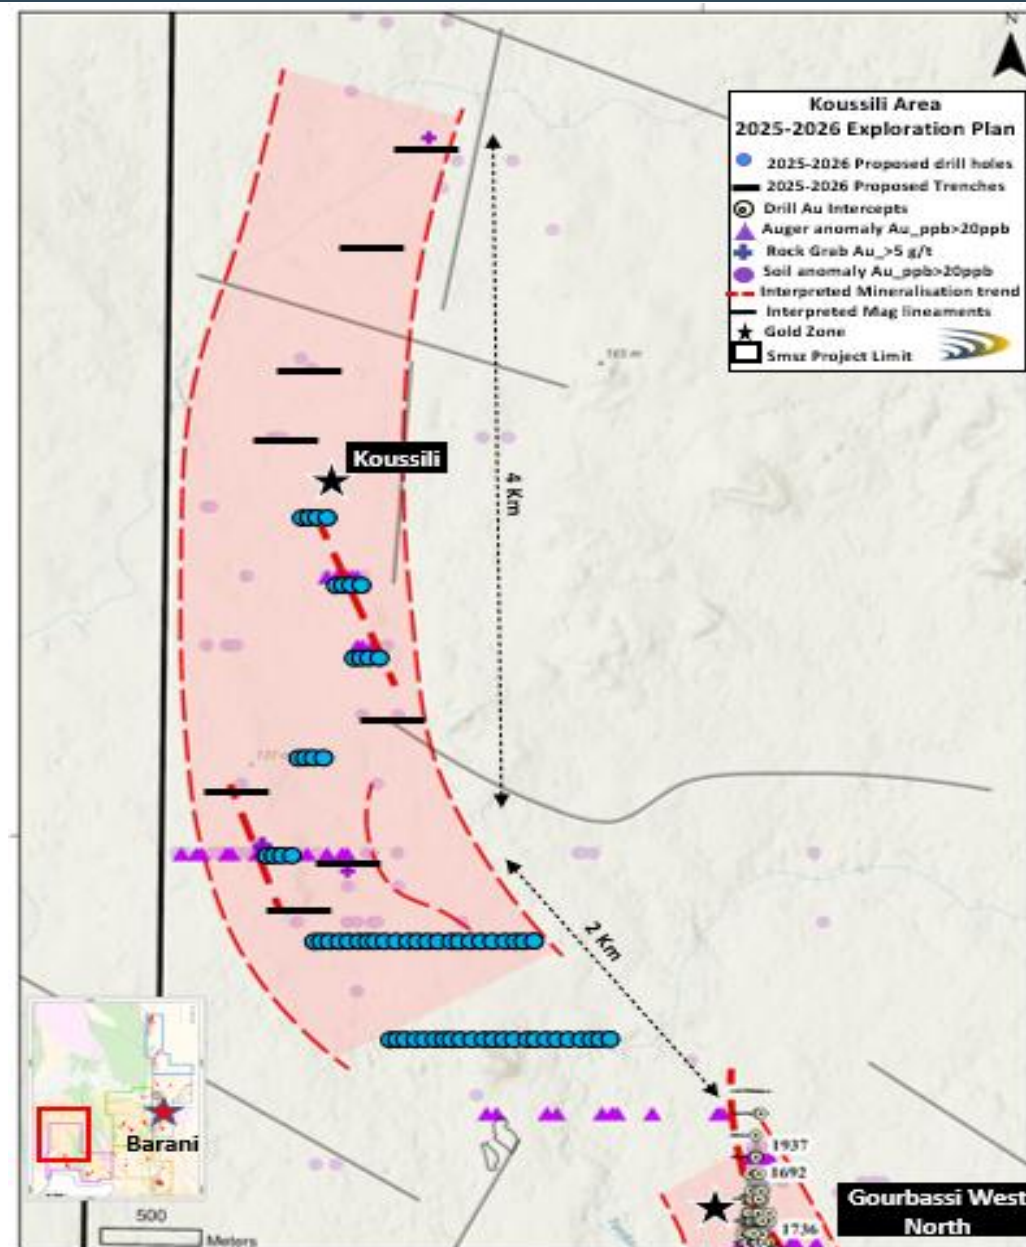 N
Koussili Area
2025-2026 Exploration Plan
2025-2026 Proposed drill holes
2025-2026 Proposed Trenches
Drill Au Intercepts
Auger anomaly Au_ppb>20ppb
Rock Grab Au_>5 g/t
Soil anomaly Au_ppb>20ppb
Interpreted Mineralisation trend
Interpreted Mag lineaments
Gold Zone
Smsz Project Limit
Koussili
4 Km
2 Km
Barani
1937
1692
Gourbassi West
North
1736
500
Meters